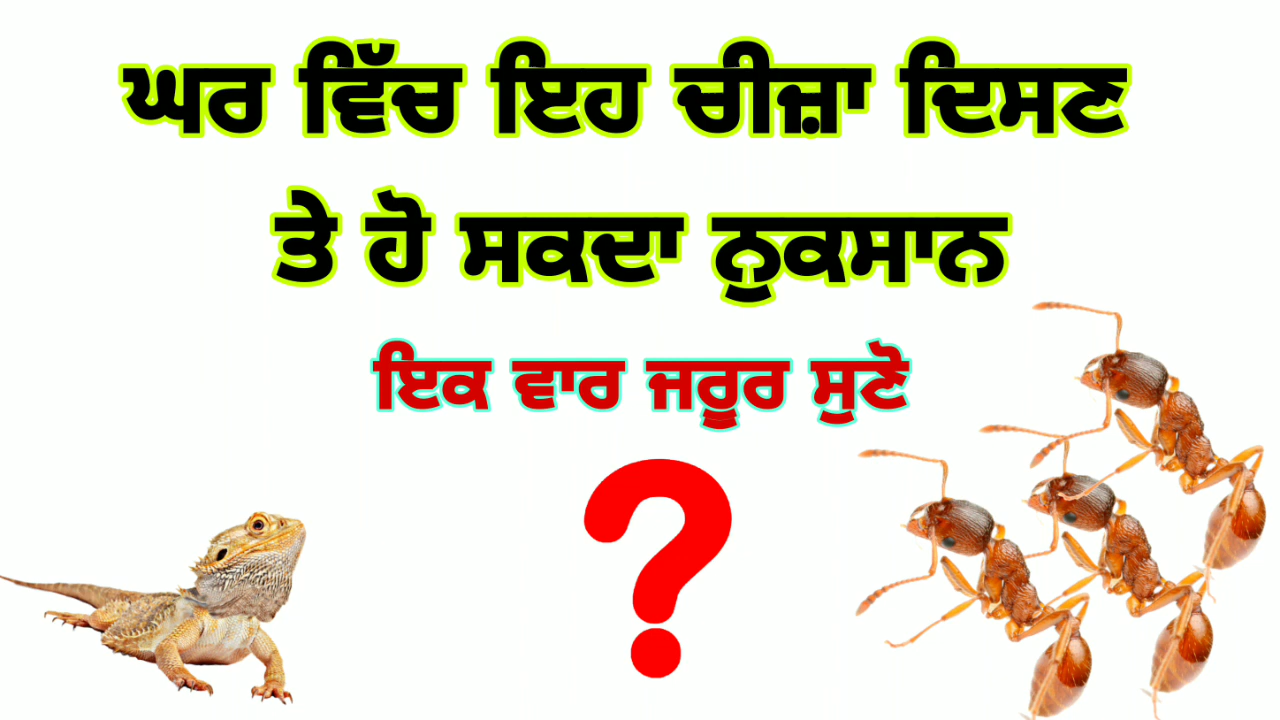 ਘਰ ਵਿੱਚ ਇਹ ਚੀਜ਼ਾ ਦਿਸਣ
ਤੇ ਹੋ ਸਕਦਾ ਨੁਕਸਾਨ
ਇਕ ਵਾਰ ਜਰੂਰ ਸੁਣੋ
?